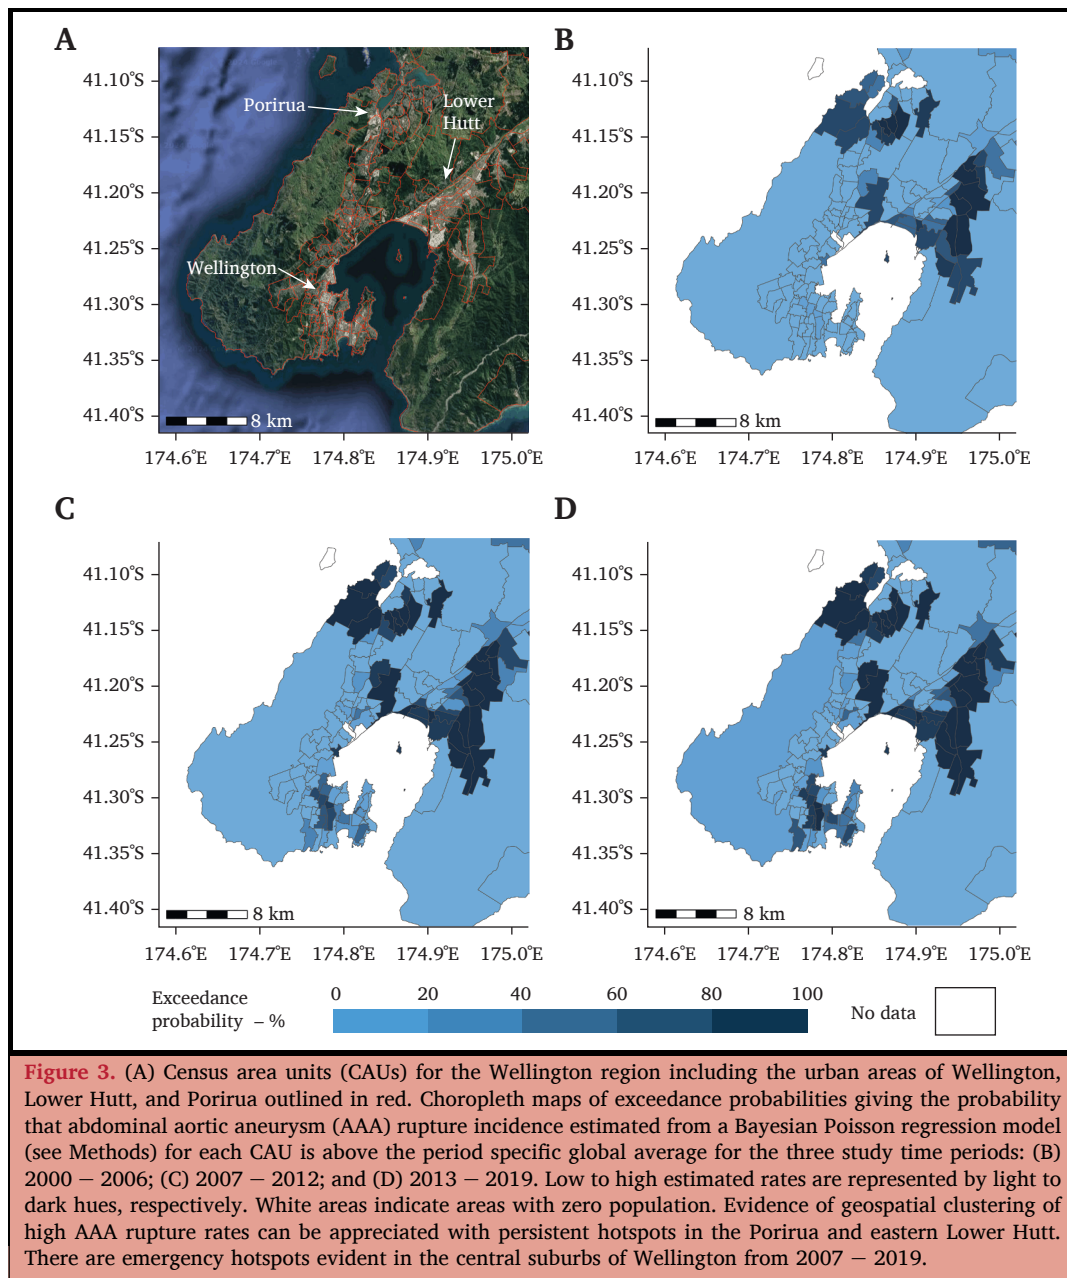 A
B
41.10°S
41.15°S
41.20°S
41.25°S
41.30°S
41.35°S
41.40°S
Porirua
Lower
Hutt
Wellington
8 km
174.6°E 174.7°E 174.8°E 174.9°E 175.0°E
41.10°S
41.15°S
41.20°S
41.25°S
41.30°S
41.35°S
41.40°S
8 km
174.6°E 174.7°E 174.8°E 174.9°E 175.0°E
C
D
41.10°S
41.15°S
41.20°S
41.25°S
41.30°S
41.35°S
41.40°S
8 km
174.6°E 174.7°E 174.8°E 174.9°E 175.0°E
41.10°S
41.15°S
41.20°S
41.25°S
41.30°S
41.35°S
41.40°S
8 km
174.6°E 174.7°E 174.8°E 174.9°E 175.0°E
Exceedance
probability – %
0 20 40 60 80 100
No data
Figure 3. (A) Census area units (CAUs) for the Wellington region including the urban areas of Wellington,
Lower Hutt, and Porirua outlined in red. Choropleth maps of exceedance probabilities giving the probability
that abdominal aortic aneurysm (AAA) rupture incidence estimated from a Bayesian Poisson regression model
(see Methods) for each CAU is above the period specific global average for the three study time periods: (B)
2000 – 2006; (C) 2007 – 2012; and (D) 2013 – 2019. Low to high estimated rates are represented by light to
dark hues, respectively. White areas indicate areas with zero population. Evidence of geospatial clustering of
high AAA rupture rates can be appreciated with persistent hotspots in the Porirua and eastern Lower Hutt.
There are emergency hotspots evident in the central suburbs of Wellington from 2007 – 2019.